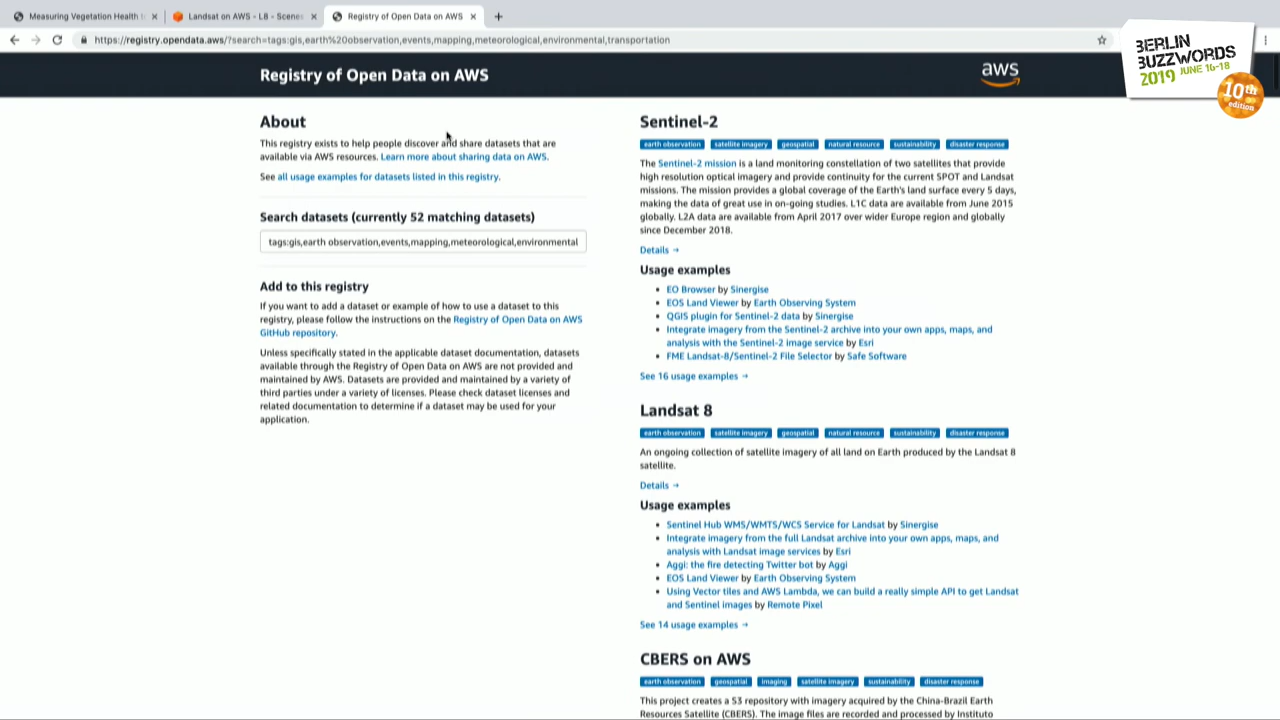 Measuring Vegetation Health
Landsat on AWS - L8 - Scenes
Registry of Open Data on AWS
https://registry.opendata.aws/?search=tags:gis,earth%20observation,events,mapping,meteorological,environmental,transportation
BERLIN
BUZZWORDS
2019 JUNE 16-18
10th
edition
Registry of Open Data on AWS
aws
About
This registry exists to help people discover and share datasets that are
available via AWS resources. Learn more about sharing data on AWS.
See all usage examples for datasets listed in this registry.
Search datasets (currently 52 matching datasets)
tags:gis,earth observation,events,mapping,meteorological,environmental
Add to this registry
If you want to add a dataset or example of how to use a dataset to this
registry, please follow the instructions on the Registry of Open Data on AWS
GitHub repository.
Unless specifically stated in the applicable dataset documentation, datasets
available through the Registry of Open Data on AWS are not provided and
maintained by AWS. Datasets are provided and maintained by a variety of
third parties under a variety of licenses. Please check dataset licenses and
related documentation to determine if a dataset may be used for your
application.
Sentinel-2
earth observation satellite imagery geospatial natural resource sustainability disaster response
The Sentinel-2 mission is a land monitoring constellation of two satellites that provide
high resolution optical imagery and provide continuity for the current SPOT and Landsat
missions. The mission provides a global coverage of the Earth's land surface every 5 days,
making the data of great use in on-going studies. L1C data are available from June 2015
globally. L2A data are available from April 2017 over wider Europe region and globally
since December 2018.
Details →
Usage examples
• EO Browser by Sinergise
• EOS Land Viewer by Earth Observing System
• QGIS plugin for Sentinel-2 data by Sinergise
• Integrate imagery from the Sentinel-2 archive into your own apps, maps, and
analysis with the Sentinel-2 image service by Esri
• FME Landsat-8/Sentinel-2 File Selector by Safe Software
See 16 usage examples →
Landsat 8
earth observation satellite imagery geospatial natural resource sustainability disaster response
An ongoing collection of satellite imagery of all land on Earth produced by the Landsat 8
satellite.
Details →
Usage examples
• Sentinel Hub WMS/WMTS/WCS Service for Landsat by Sinergise
• Integrate imagery from the full Landsat archive into your own apps, maps, and
analysis with Landsat image services by Esri
• Aggi: the fire detecting Twitter bot by Aggi
• EOS Land Viewer by Earth Observing System
• Using Vector tiles and AWS Lambda, we can build a really simple API to get Landsat
and Sentinel images by Remote Pixel
See 14 usage examples →
CBERS on AWS
earth observation geospatial imaging satellite imagery sustainability disaster response
This project creates a S3 repository with imagery acquired by the China-Brazil Earth
Resources Satellite (CBERS). The image files are recorded and processed by Instituto